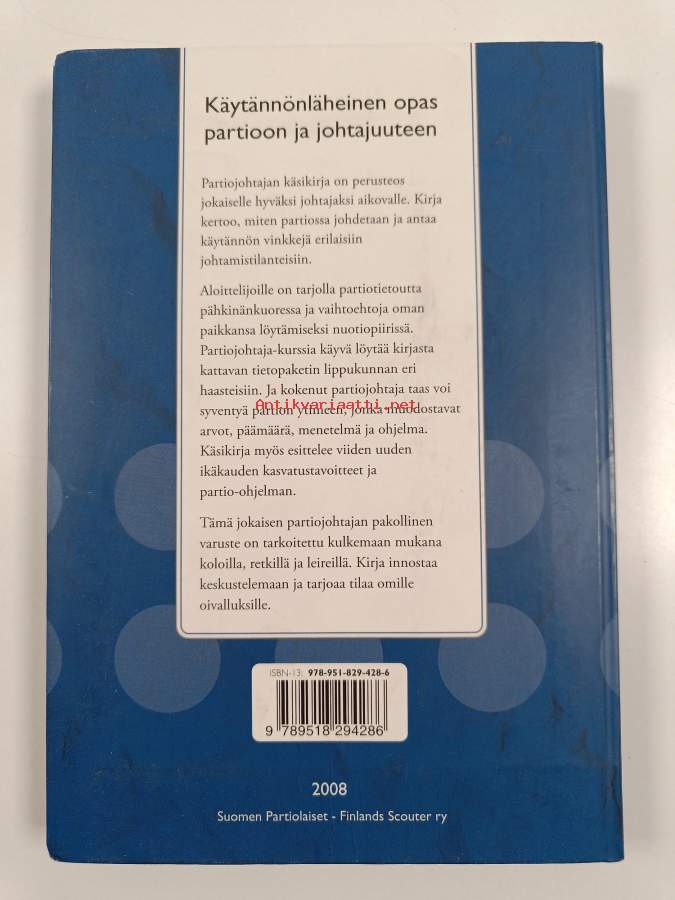 Käytännönläheinen opas
partioon ja johtajuuteen
Partiojohtajan käsikirja on perusteos
jokaiselle hyväksi johtajaksi aikovalle. Kirja
kertoo, miten partiossa johdetaan ja antaa
käytännön vinkkejä erilaisiin
johtamistilanteisiin.
Aloittelijoille on tarjolla partiotietoutta
pähkinänkuoressa ja vaihtoehtoja oman
paikkansa löytämiseksi nuotiopiirissä.
Partiojohtaja-kurssia käyvä löytää kirjasta
kattavan tietopaketin lippukunnan eri
haasteisiin. Ja kokenut partiojohtaja taas voi
Antikvariaatti.net
syventyä partion ytimeen, jonka muodostavat
arvot, päämäärä, menetelmä ja ohjelma.
Käsikirja myös esittelee viiden uuden
ikäkauden kasvatustavoitteet ja
partio-ohjelman.
Tämä jokaisen partiojohtajan pakollinen
varuste on tarkoitettu kulkemaan mukana
koloilla, retkillä ja leireillä. Kirja innostaa
keskustelemaan ja tarjoaa tilaa omille
oivalluksille.
ISBN-13: 978-951-829-428-6
9 789518 294286
2008
Suomen Partiolaiset - Finlands Scouter ry